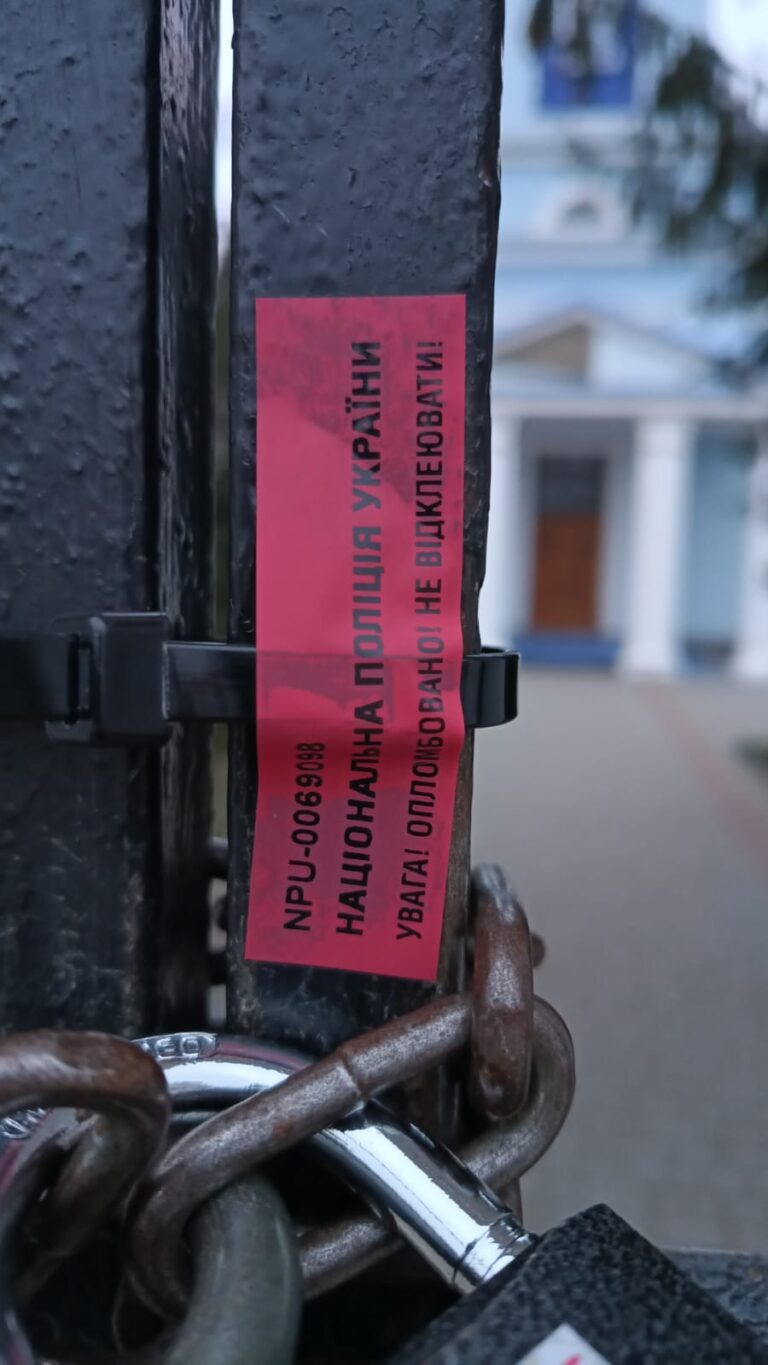 NPU-0069098
НАЦІОНАЛЬНА ПОЛІЦІЯ УКРАЇНИ
УВАГА! ОПЛОМБОВАНО! НЕ ВІДКЛЕЮВАТИ!